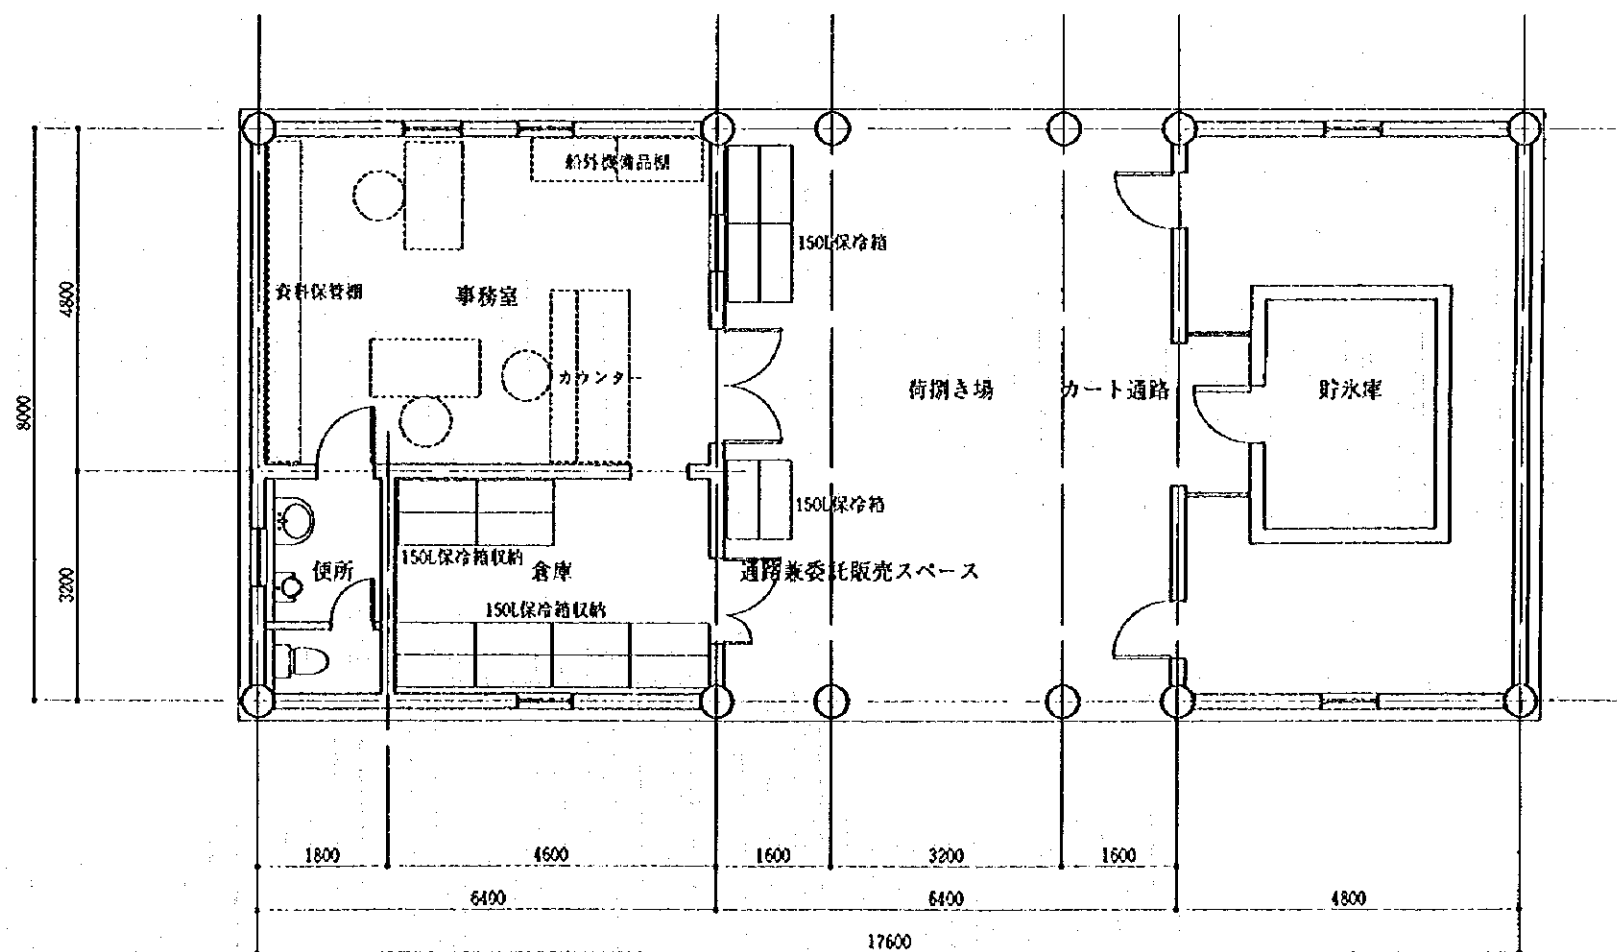 船外機備品棚
150L保冷箱
資料保管棚
事務室
4800
カウンター
荷捌き場
カート通路
貯氷庫
8000
150L保冷箱
150L保冷箱収納
便所
倉庫
通路兼委託販売スペース
3200
150L保冷箱収納
1800
4600
1600
3200
1600
6400
6400
4800
17600